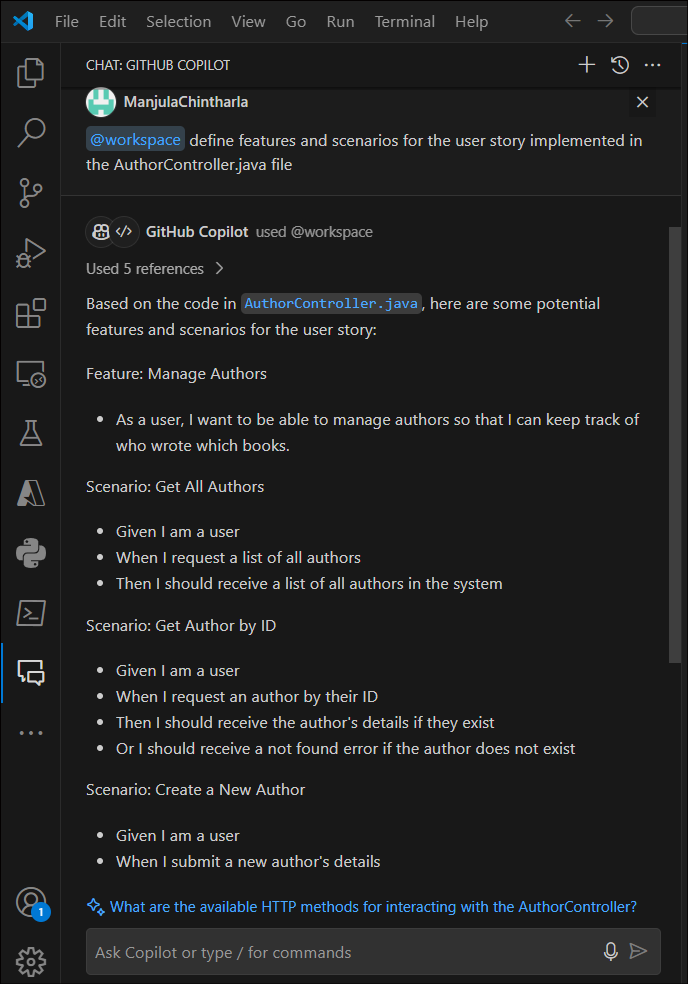 File Edit Selection View Go Run Terminal Help
CHAT: GITHUB COPILOT
ManjulaChintharla
@workspace define features and scenarios for the user story implemented in
the AuthorController.java file
GitHub Copilot used @workspace
Used 5 references
Based on the code in AuthorController.java, here are some potential
features and scenarios for the user story:
Feature: Manage Authors
• As a user, I want to be able to manage authors so that I can keep track of
who wrote which books.
Scenario: Get All Authors
• Given I am a user
• When I request a list of all authors
• Then I should receive a list of all authors in the system
Scenario: Get Author by ID
• Given I am a user
• When I request an author by their ID
• Then I should receive the author's details if they exist
• Or I should receive a not found error if the author does not exist
Scenario: Create a New Author
• Given I am a user
• When I submit a new author's details
What are the available HTTP methods for interacting with the AuthorController?
1
Ask Copilot or type / for commands